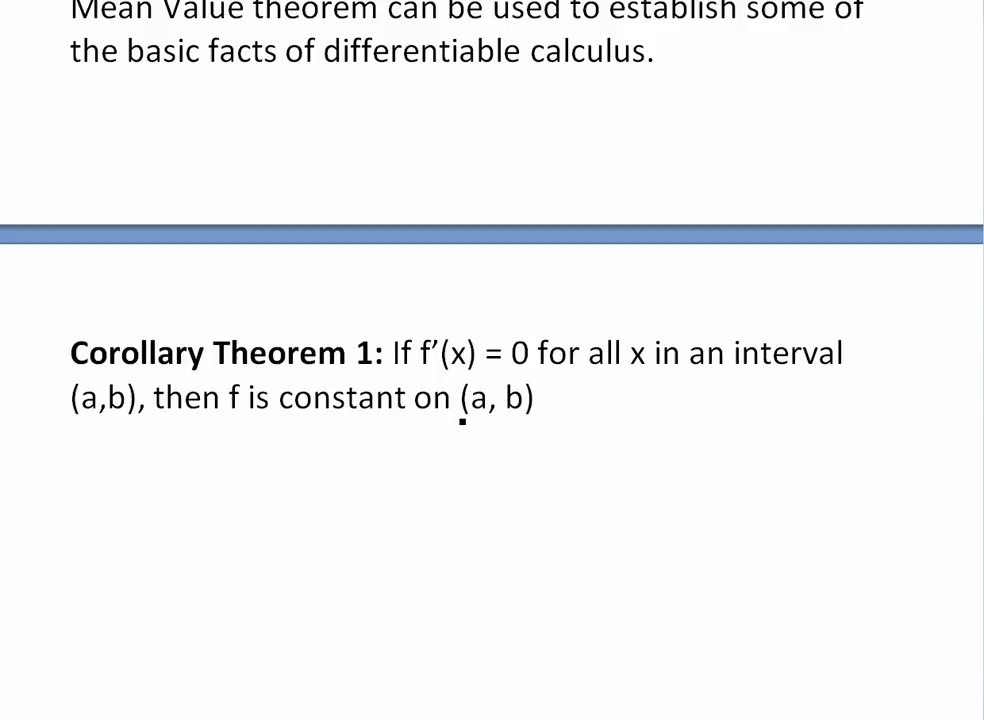 Mean Value theorem can be used to establish some of
the basic facts of differentiable calculus.
Corollary Theorem 1: If f’(x) = 0 for all x in an interval
(a,b), then f is constant on (a, b)